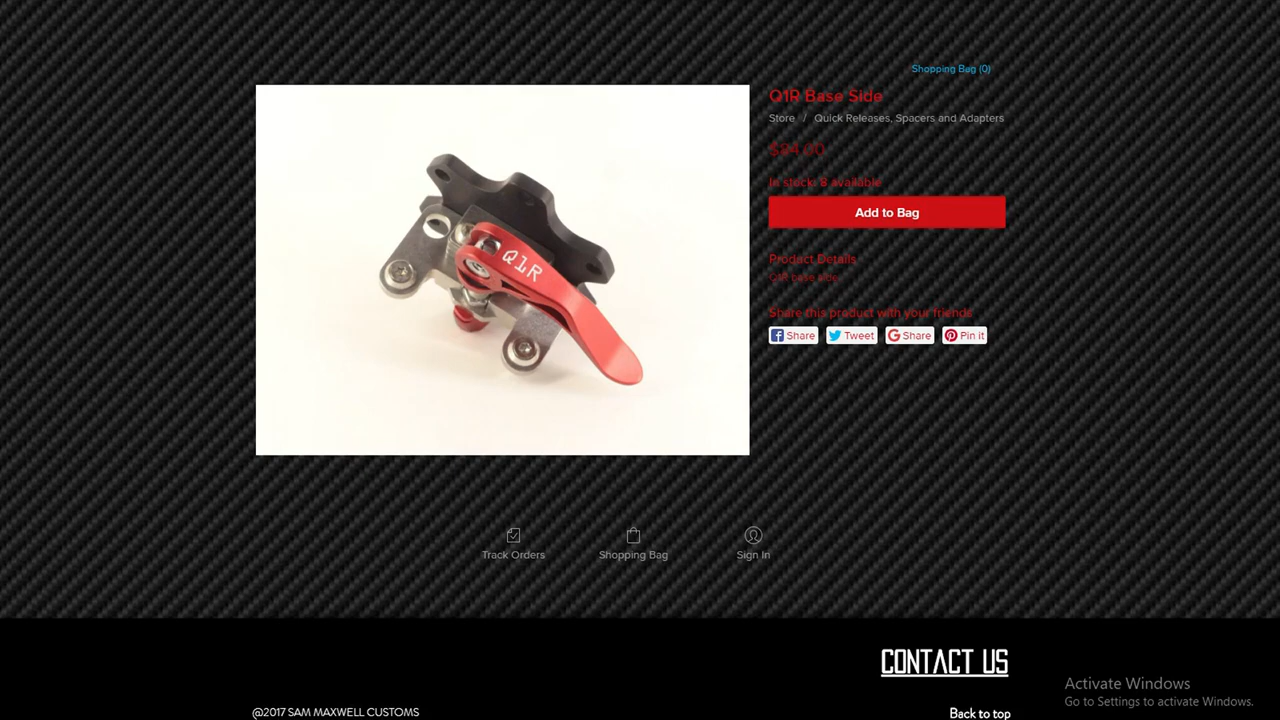 Shopping Bag (0)
Q1R Base Side
Store / Quick Releases, Spacers and Adapters
$94.00
In stock: 8 available
Add to Bag
Product Details
Q1R base side
Share this product with your friends
Share Tweet Share Pin it
Q1R
Track Orders Shopping Bag Sign In
CONTACT US
Activate Windows
Go to Settings to activate Windows.
@2017 SAM MAXWELL CUSTOMS
Back to top